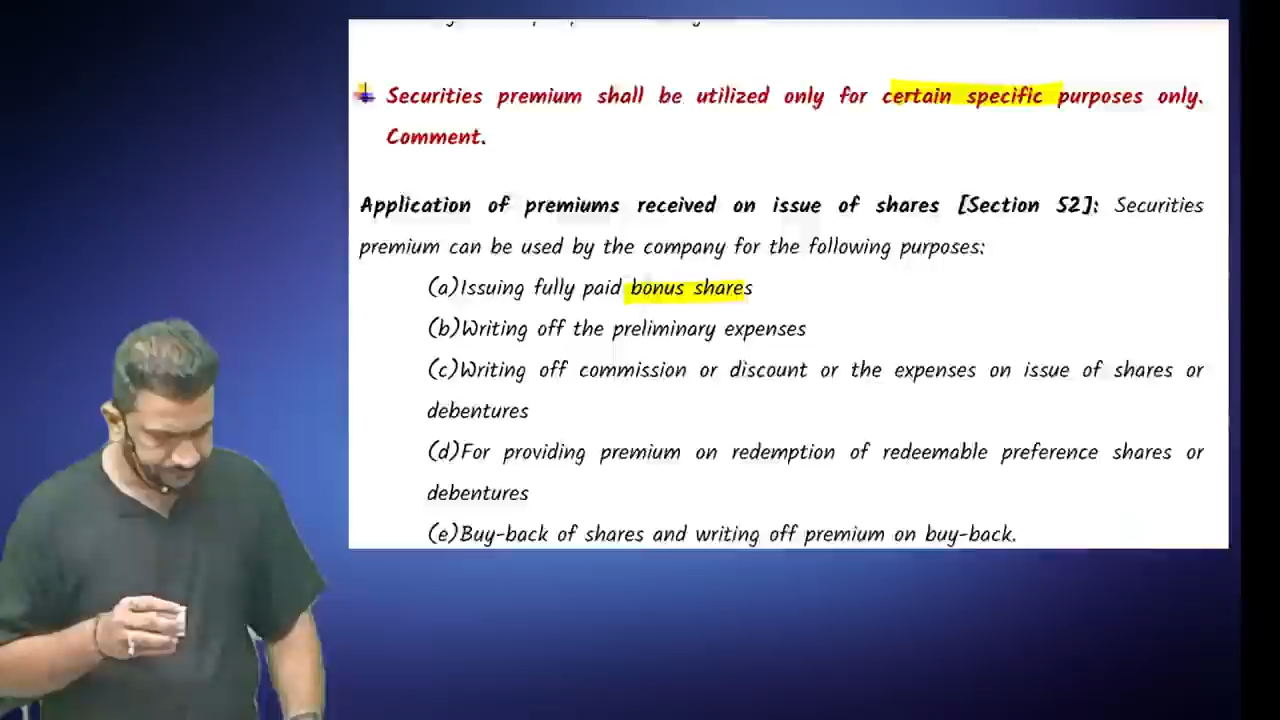 Securities premium shall be utilized only for certain specific purposes only.
Comment.
Application of premiums received on issue of shares [Section 52]: Securities
premium can be used by the company for the following purposes:
(a)Issuing fully paid bonus shares
(b)Writing off the preliminary expenses
(c)Writing off commission or discount or the expenses on issue of shares or
debentures
(d)For providing premium on redemption of redeemable preference shares or
debentures
(e)Buy-back of shares and writing off premium on buy-back.